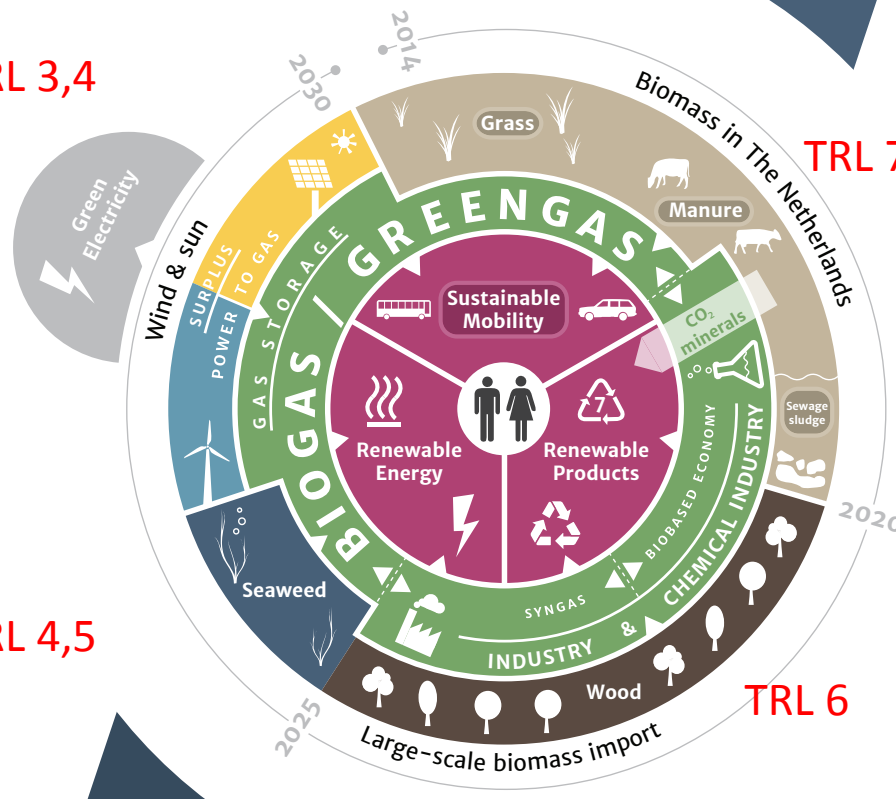 RL 3,4
2014
2030
Biomass in The Netherlands
TRL 7
Grass
Manure
Green
Electricity
Wind & sun
SURPLUS
POWER TO GAS
GAS STORAGE
BIOGAS / GREENGAS
Sustainable
Mobility
CO2
minerals
Sewage
sludge
7
Renewable
Energy
Renewable
Products
BIOBASED ECONOMY
SYNGAS
INDUSTRY & CHEMICAL INDUSTRY
2020
Seaweed
RL 4,5
Wood
TRL 6
2025
Large-scale biomass import